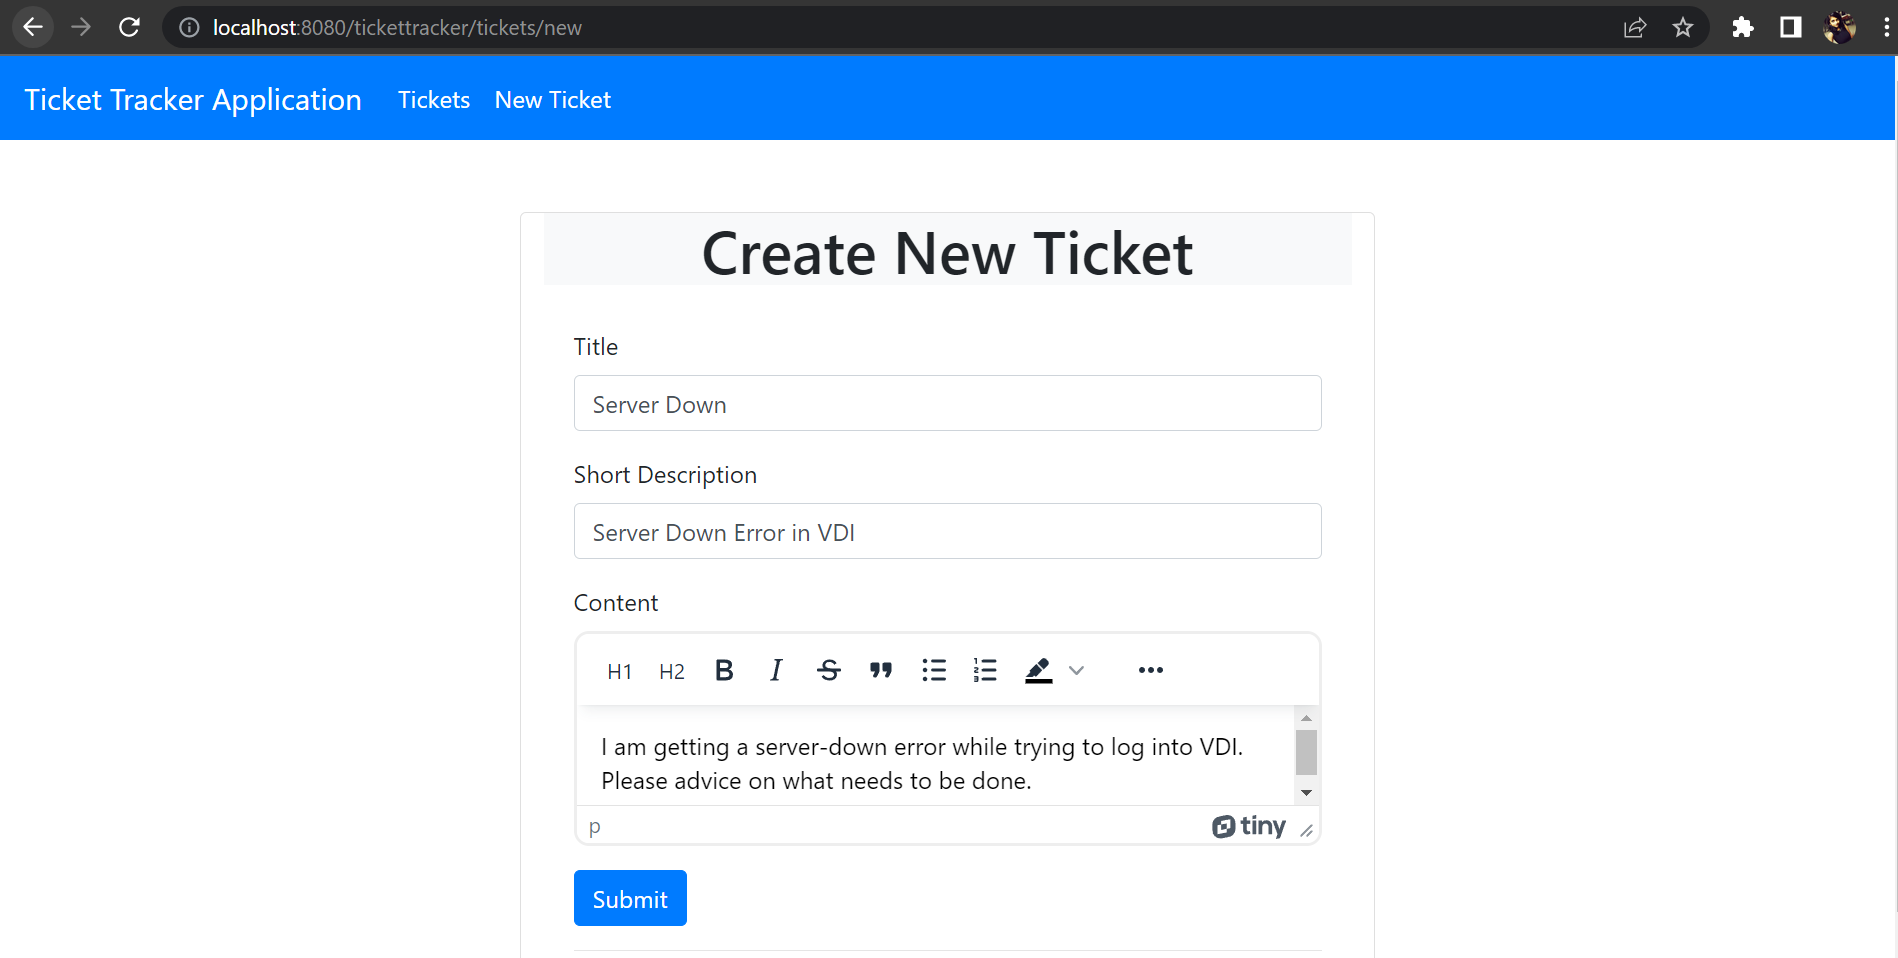 localhost:8080/tickettracker/tickets/new
Ticket Tracker Application Tickets New Ticket
Create New Ticket
Title
Server Down
Short Description
Server Down Error in VDI
Content
H1 H2 B I S
I am getting a server-down error while trying to log into VDI.
Please advice on what needs to be done.
p tiny
Submit